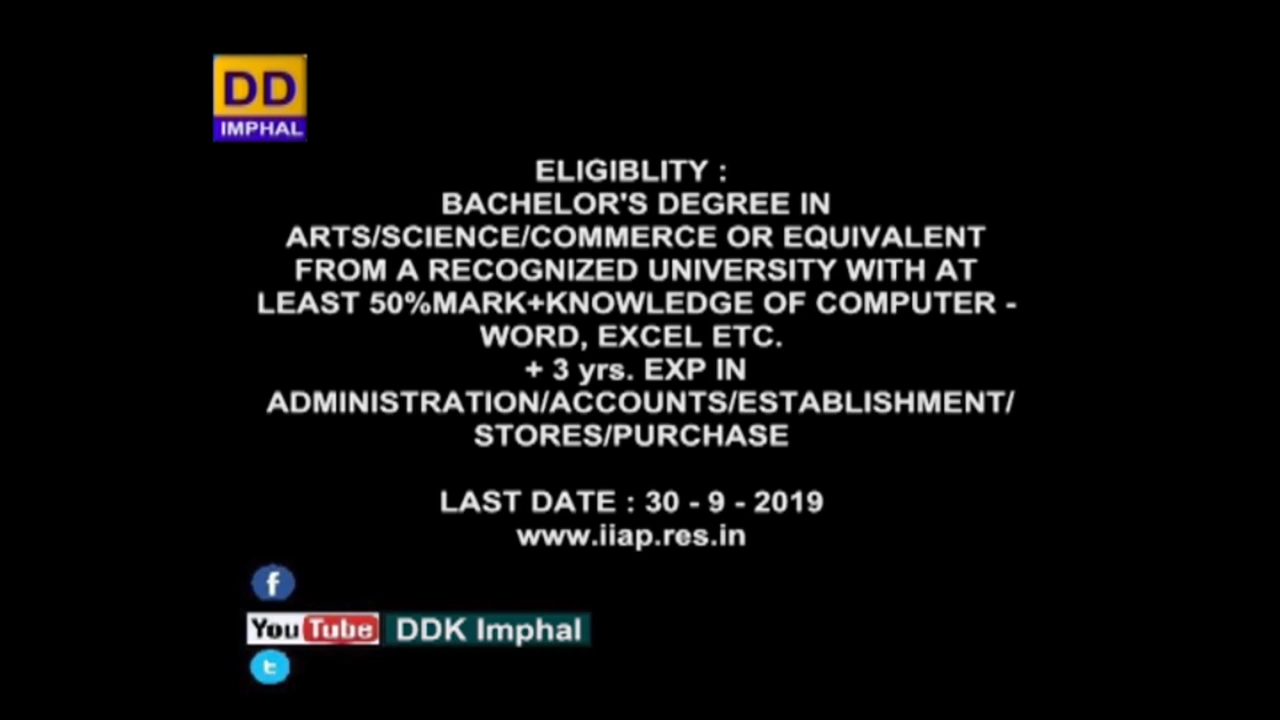 DD
IMPHAL
ELIGIBLITY :
BACHELOR'S DEGREE IN
ARTS/SCIENCE/COMMERCE OR EQUIVALENT
FROM A RECOGNIZED UNIVERSITY WITH AT
LEAST 50%MARK+KNOWLEDGE OF COMPUTER -
WORD, EXCEL ETC.
+ 3 yrs. EXP IN
ADMINISTRATION/ACCOUNTS/ESTABLISHMENT/
STORES/PURCHASE
LAST DATE : 30 - 9 - 2019
www.iiap.res.in
f
YouTube DDK Imphal
t